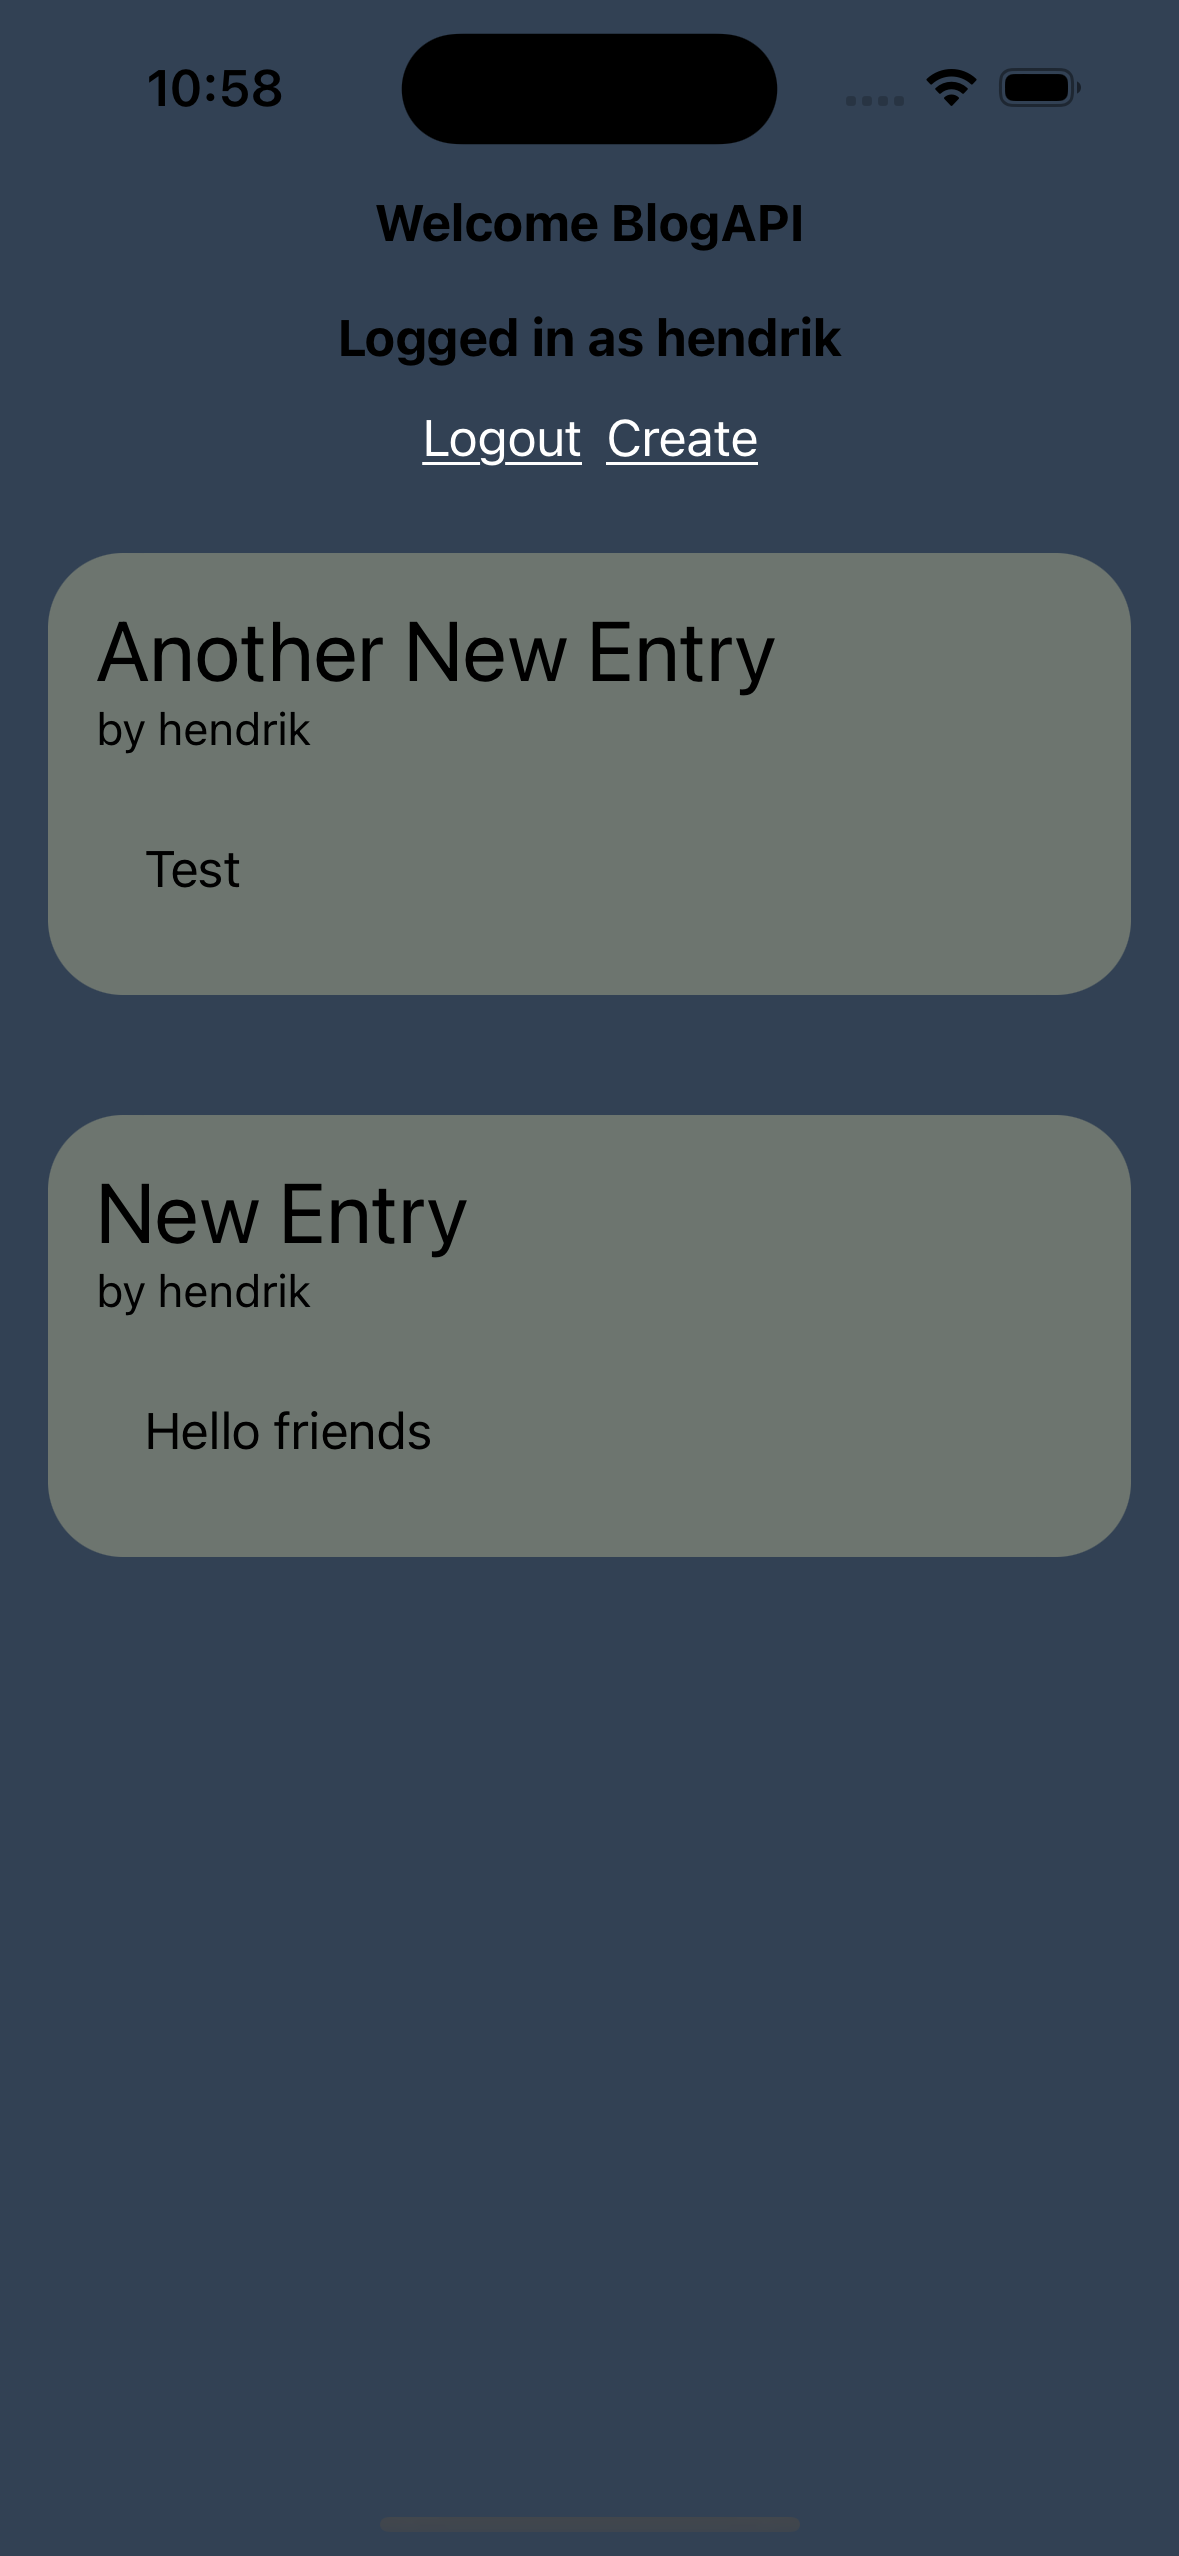 10:58
Welcome BlogAPI
Logged in as hendrik
Logout Create
Another New Entry
by hendrik
Test
New Entry
by hendrik
Hello friends